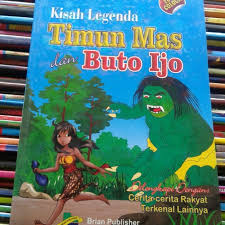 Kisah Legenda
Timun Mas
dan Buto Ijo
Dilengkapi Dengan:
Cerita-cerita Rakyat
Terkenal Lainnya
Brian Publisher